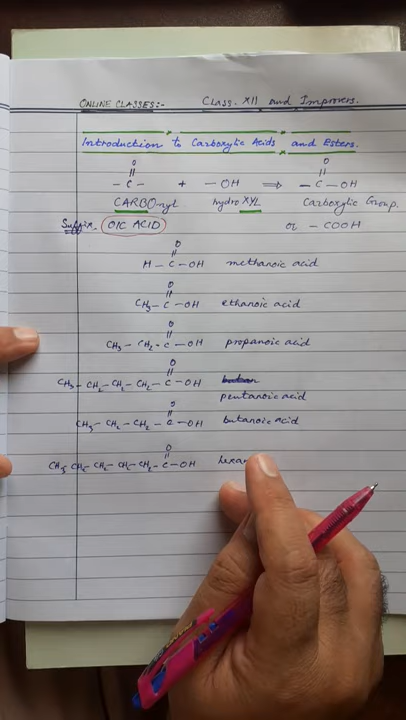 ONLINE CLASSES:- CLASS-XII and Improvers.
Introduction to Carboxylic Acids and Esters.
O O
|| ||
- C - + - OH ⟹ - C - OH
CARBOnyl hydroXYL Carboxylic Group.
Suffix. OIC ACID or - COOH
O
||
H - C - OH methanoic acid
O
||
CH₃ - C - OH ethanoic acid
O
||
CH₃ - CH₂ - C - OH propanoic acid
O
||
CH₃ - CH₂ - CH₂ - CH₂ - C - OH
pentanoic acid
O
||
CH₃ - CH₂ - CH₂ - C - OH butanoic acid
O
||
CH₃ CH₂ CH₂ - CH₂ - CH₂ - C - OH hexan